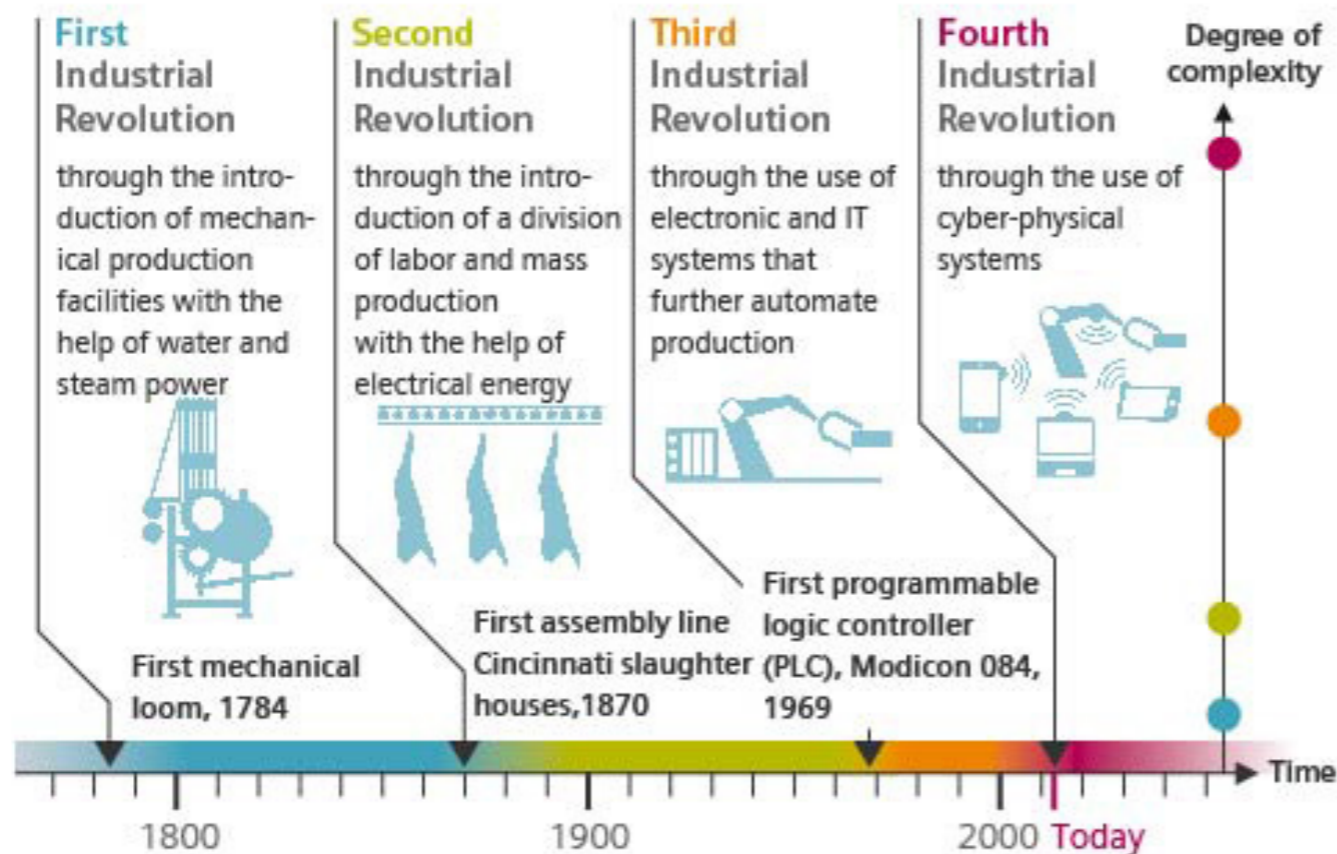 First
Industrial
Revolution
through the intro-
duction of mechan-
ical production
facilities with the
help of water and
steam power
First mechanical
loom, 1784
Second
Industrial
Revolution
through the intro-
duction of a division
of labor and mass
production
with the help of
electrical energy
First assembly line
Cincinnati slaughter
houses,1870
Third
Industrial
Revolution
through the use of
electronic and IT
systems that
further automate
production
First programmable
logic controller
(PLC), Modicon 084,
1969
Fourth
Industrial
Revolution
through the use of
cyber-physical
systems
Degree of
complexity
Time
1800
1900
2000
Today